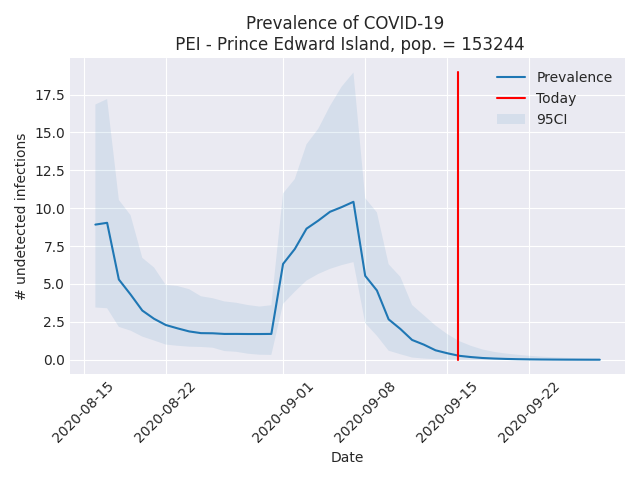 Prevalence of COVID-19
PEI - Prince Edward Island, pop. = 153244
Prevalence
Today
95CI
# undetected infections
17.5
15.0
12.5
10.0
7.5
5.0
2.5
0.0
2020-08-15
2020-08-22
2020-09-01
2020-09-08
2020-09-15
2020-09-22
Date